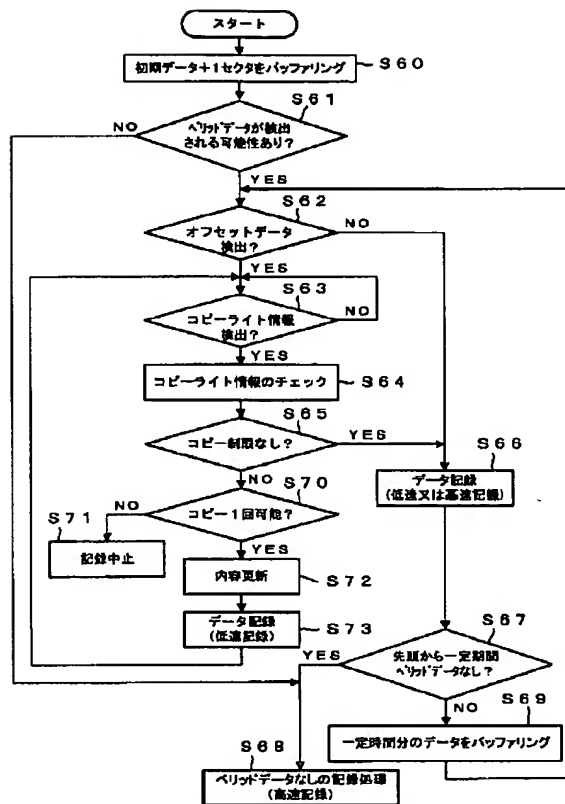 スタート
初期データ+1セクタをバッファリング
S60
S61
NO
ベリッドデータが検出
される可能性あり?
YES
S62
オフセットデータ
検出?
NO
YES
S63
コピーライト情報
検出?
NO
YES
コピーライト情報のチェック
S64
S65
コピー制限なし?
YES
S66
データ記録
(低速又は高速記録)
NO
S70
コピー1回可能?
NO
S71
記録中止
YES
内容更新
S72
データ記録
(低速記録)
S73
S67
YES
先頭から一定期間
ベリッドデータなし?
NO
S69
一定時間分のデータをバッファリング
S68
ベリッドデータなしの記録処理
(高速記録)